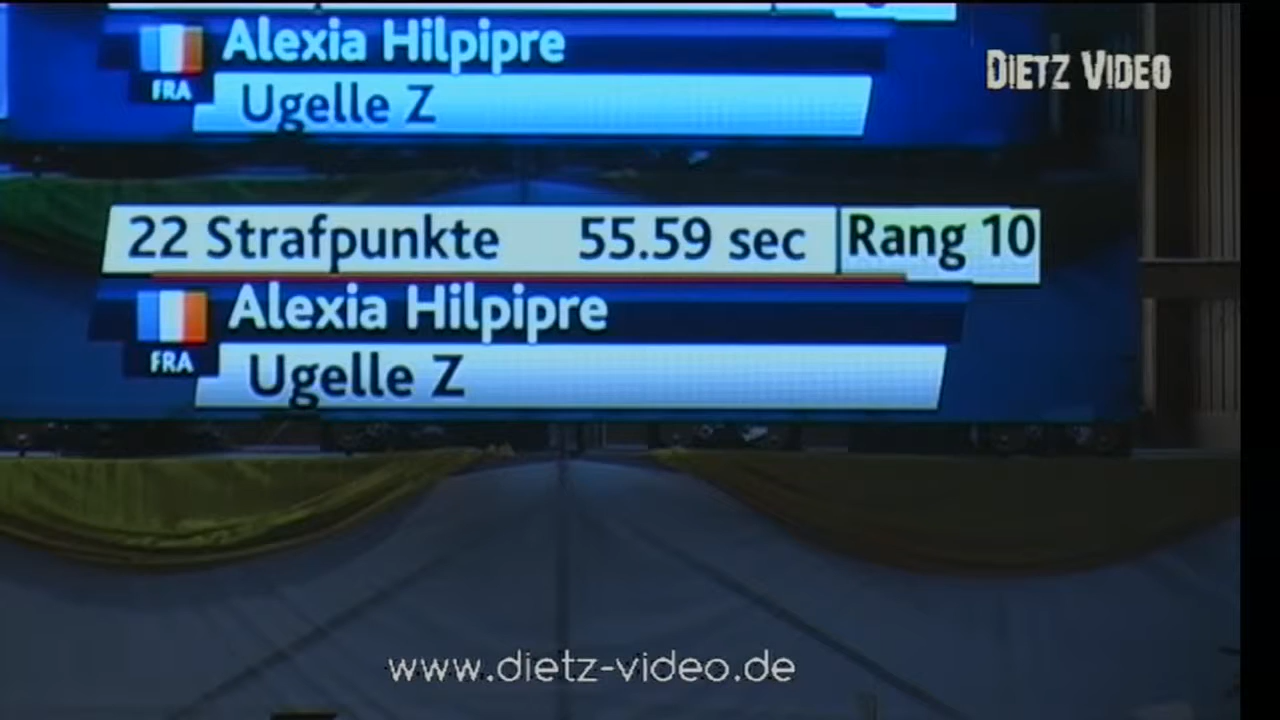 Alexia Hilpipre
FRA
Ugelle Z
DIETZ VIDEO
22 Strafpunkte 55.59 sec Rang 10
Alexia Hilpipre
FRA
Ugelle Z
www.dietz-video.de